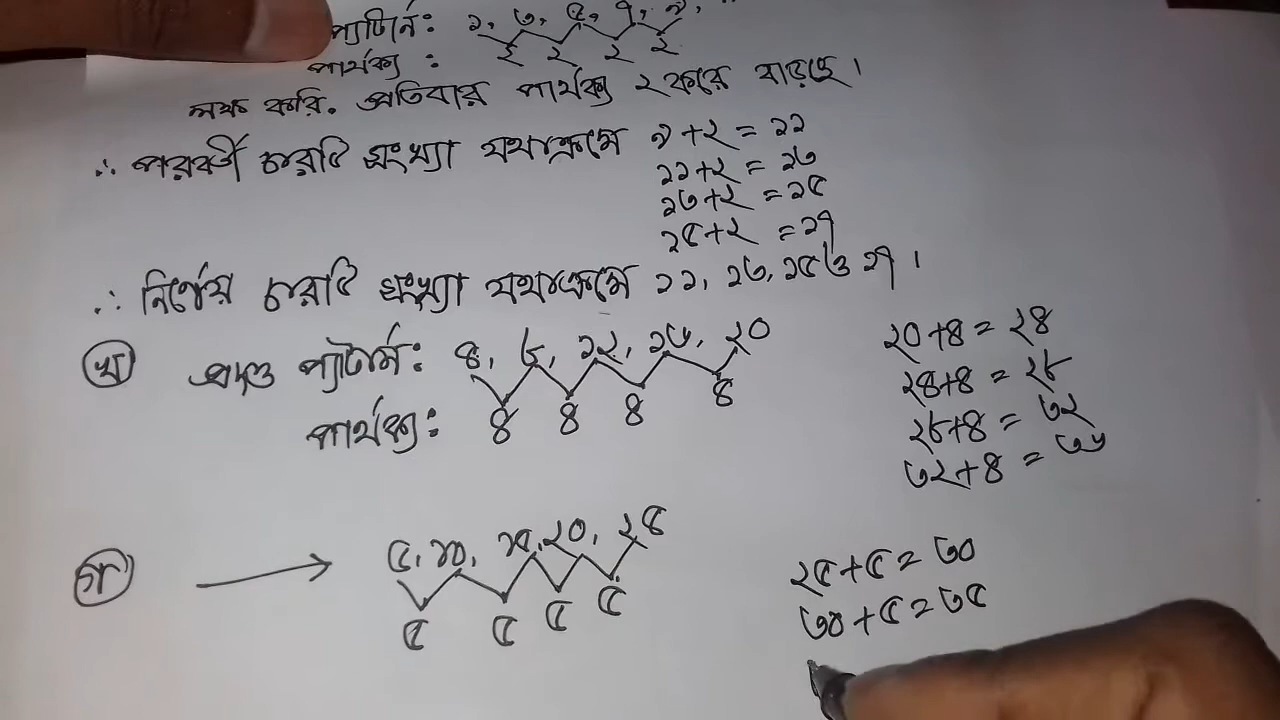 প্যাটার্ন: ১, ৩, ৫, ৭, ৯,
২ ২ ২ ২
পার্থক্য :
লক্ষ করি, প্রতিবার পার্থক্য ২ করে বাড়ছে।
∴ পরবর্তী চারটি সংখ্যা যথাক্রমে ৯+২ = ১১
১১+২ = ১৩
১৩+২ = ১৫
১৫+২ = ১৭
∴ নির্ণেয় চারটি সংখ্যা যথাক্রমে ১১, ১৩, ১৫ ও ১৭।
খ প্রদত্ত প্যাটার্ন: ৪, ৮, ১২, ১৬, ২০
পার্থক্য: ৪ ৪ ৪ ৪
২০+৪ = ২৪
২৪+৪ = ২৮
২৮+৪ = ৩২
৩২+৪ = ৩৬
গ → ৫, ১০, ১৫, ২০, ২৪
৫ ৫ ৫ ৫
২৫+৫ = ৩০
৩০+৫ = ৩৫